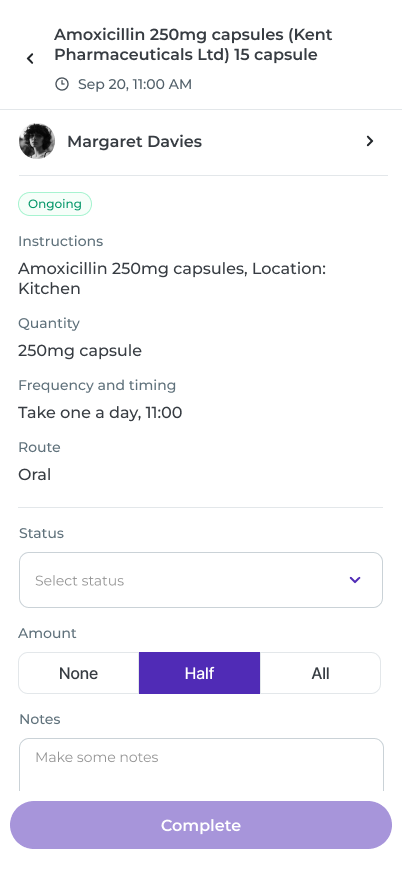 Amoxicillin 250mg capsules (Kent
Pharmaceuticals Ltd) 15 capsule
Sep 20, 11:00 AM
Margaret Davies
Ongoing
Instructions
Amoxicillin 250mg capsules, Location:
Kitchen
Quantity
250mg capsule
Frequency and timing
Take one a day, 11:00
Route
Oral
Status
Select status
Amount
None Half All
Notes
Make some notes
Complete